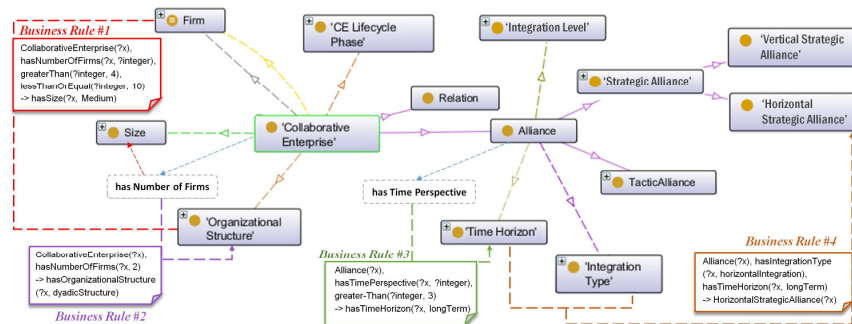 Business Rule #1
CollaborativeEnterprise(?x),
hasNumberOfFirms(?x, ?integer),
greaterThan(?integer, 4),
lessThanOrEqual(?integer, 10)
-> hasSize(?x, Medium)
Firm
'CE Lifecycle
Phase'
'Integration Level'
'Vertical Strategic
Alliance'
'Strategic Alliance'
'Horizontal
Strategic Alliance'
Relation
Size
'Collaborative
Enterprise'
Alliance
TacticAlliance
has Number of Firms
has Time Perspective
'Organizational
Structure'
'Time Horizon'
'Integration
Type'
CollaborativeEnterprise(?x),
hasNumberOfFirms(?x, 2)
-> hasOrganizationalStructure
(?x, dyadicStructure)
Business Rule #2
Business Rule #3
Alliance(?x),
hasTimePerspective(?x, ?integer),
greater-Than(?integer, 3)
-> hasTimeHorizon(?x, longTerm)
Business Rule #4
Alliance(?x), hasIntegrationType
(?x, horizontalIntegration),
hasTimeHorizon(?x, longTerm)
-> HorizontalStrategicAlliance(?x)